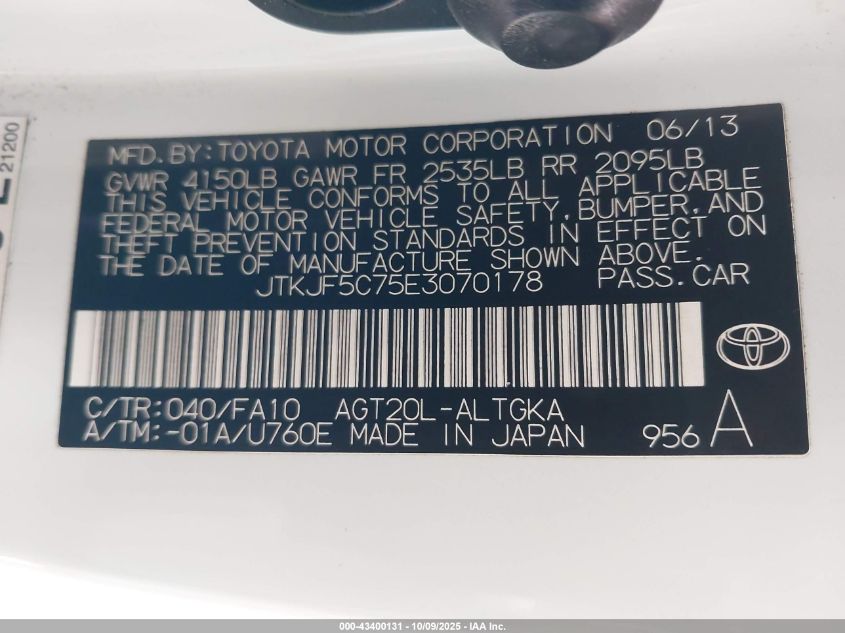 21200
MFD. BY: TOYOTA MOTOR CORPORATION 06/13
GVWR 4150LB GAWR FR 2535LB RR 2095LB
THIS VEHICLE CONFORMS TO ALL APPLICABLE
FEDERAL MOTOR VEHICLE SAFETY, BUMPER, AND
THEFT PREVENTION STANDARDS IN EFFECT ON
THE DATE OF MANUFACTURE SHOWN ABOVE.
JTKJF5C75E3070178 PASS. CAR
C/TR: 040/FA10 AGT20L-ALTGKA
A/TM: -01A/U760E MADE IN JAPAN 956 A
000-43400131 - 10/09/2025 - IAA Inc.